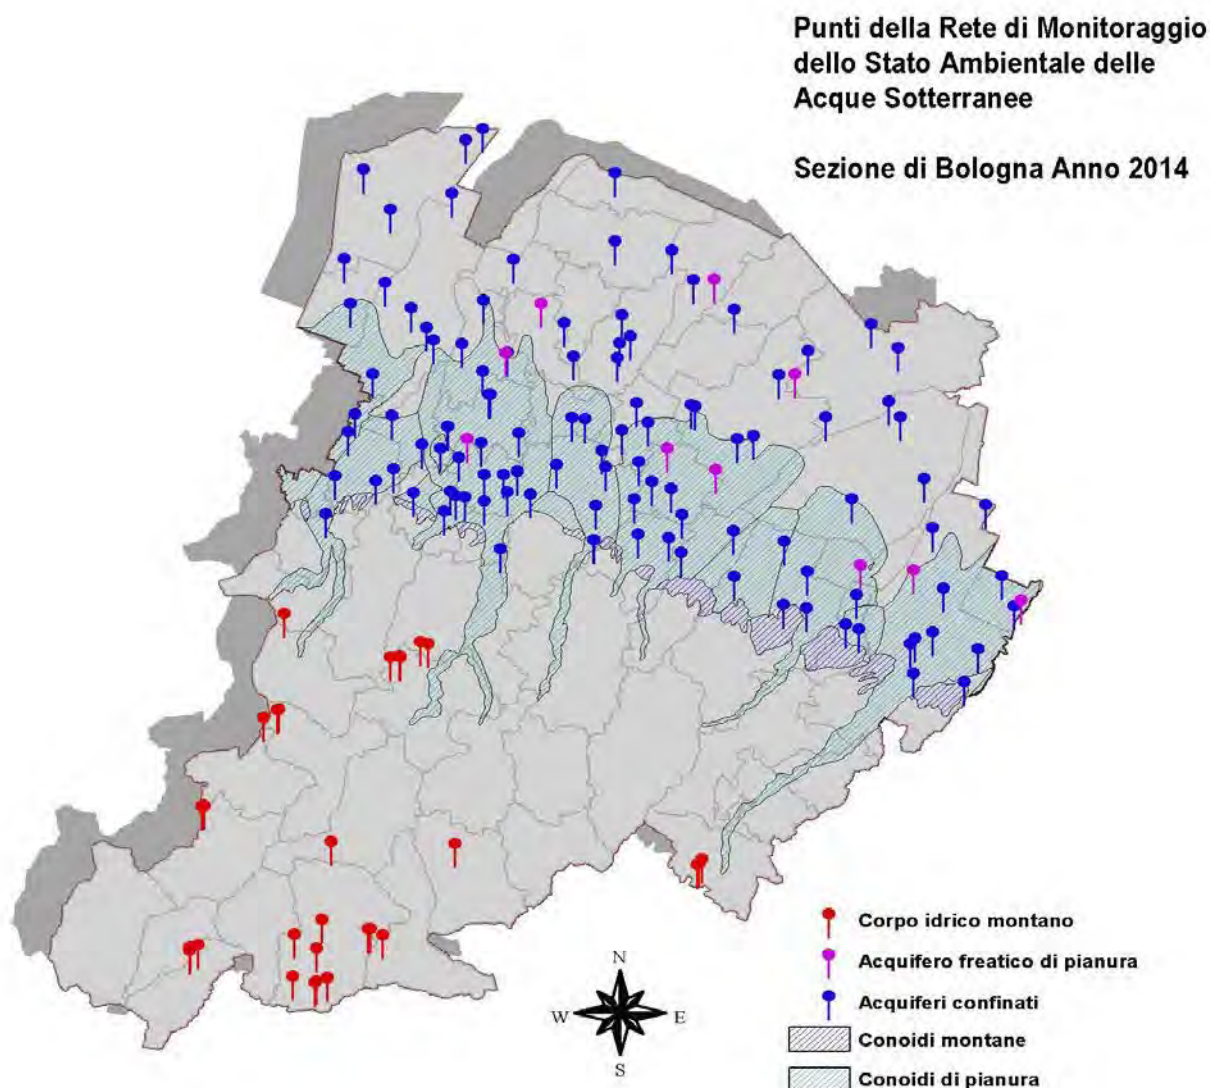 Punti della Rete di Monitoraggio
dello Stato Ambientale delle
Acque Sotterranee
Sezione di Bologna Anno 2014
Corpo idrico montano
Acquifero freatico di pianura
Acquiferi confinati
Conoidi montane
Conoidi di pianura
N
W
E
S